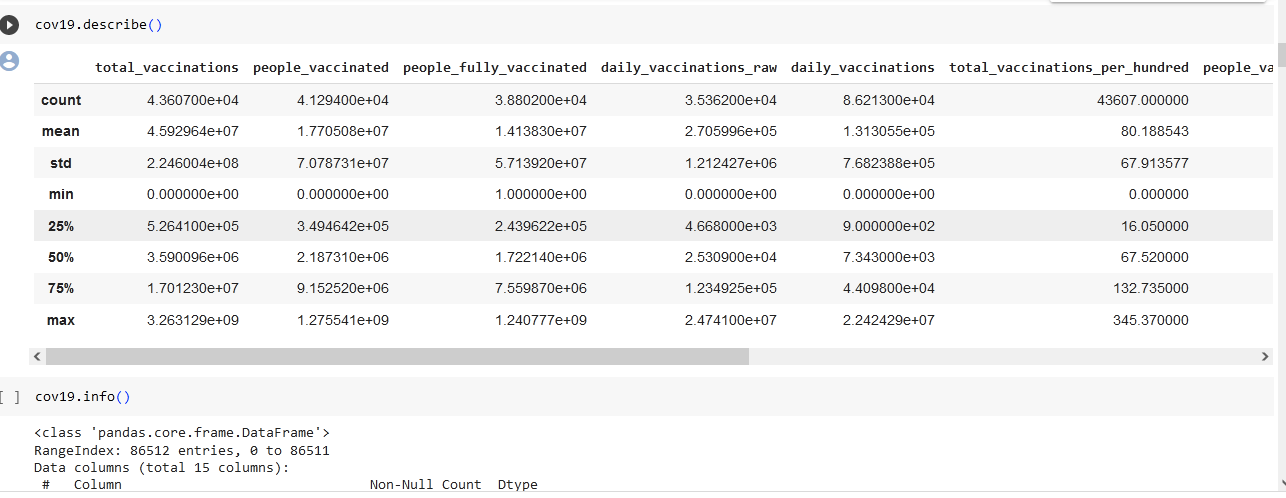 cov19.describe()
total_vaccinations people_vaccinated people_fully_vaccinated daily_vaccinations_raw daily_vaccinations total_vaccinations_per_hundred people_va
count 4.360700e+04 4.129400e+04 3.880200e+04 3.536200e+04 8.621300e+04 43607.000000
mean 4.592964e+07 1.770508e+07 1.413830e+07 2.705996e+05 1.313055e+05 80.188543
std 2.246004e+08 7.078731e+07 5.713920e+07 1.212427e+06 7.682388e+05 67.913577
min 0.000000e+00 0.000000e+00 1.000000e+00 0.000000e+00 0.000000e+00 0.000000
25% 5.264100e+05 3.494642e+05 2.439622e+05 4.668000e+03 9.000000e+02 16.050000
50% 3.590096e+06 2.187310e+06 1.722140e+06 2.530900e+04 7.343000e+03 67.520000
75% 1.701230e+07 9.152520e+06 7.559870e+06 1.234925e+05 4.409800e+04 132.735000
max 3.263129e+09 1.275541e+09 1.240777e+09 2.474100e+07 2.242429e+07 345.370000
[ ] cov19.info()
<class 'pandas.core.frame.DataFrame'>
RangeIndex: 86512 entries, 0 to 86511
Data columns (total 15 columns):
# Column Non-Null Count Dtype